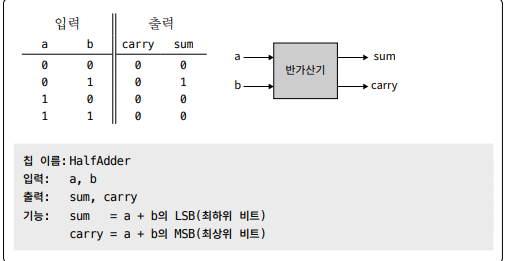 입력 출력
a b carry sum
0 0 0 0
0 1 0 1
1 0 0 0
1 1 0 0
a
b
반가산기
sum
carry
칩 이름: HalfAdder
입력: a, b
출력: sum, carry
기능: sum = a + b의 LSB(최하위 비트)
carry = a + b의 MSB(최상위 비트)